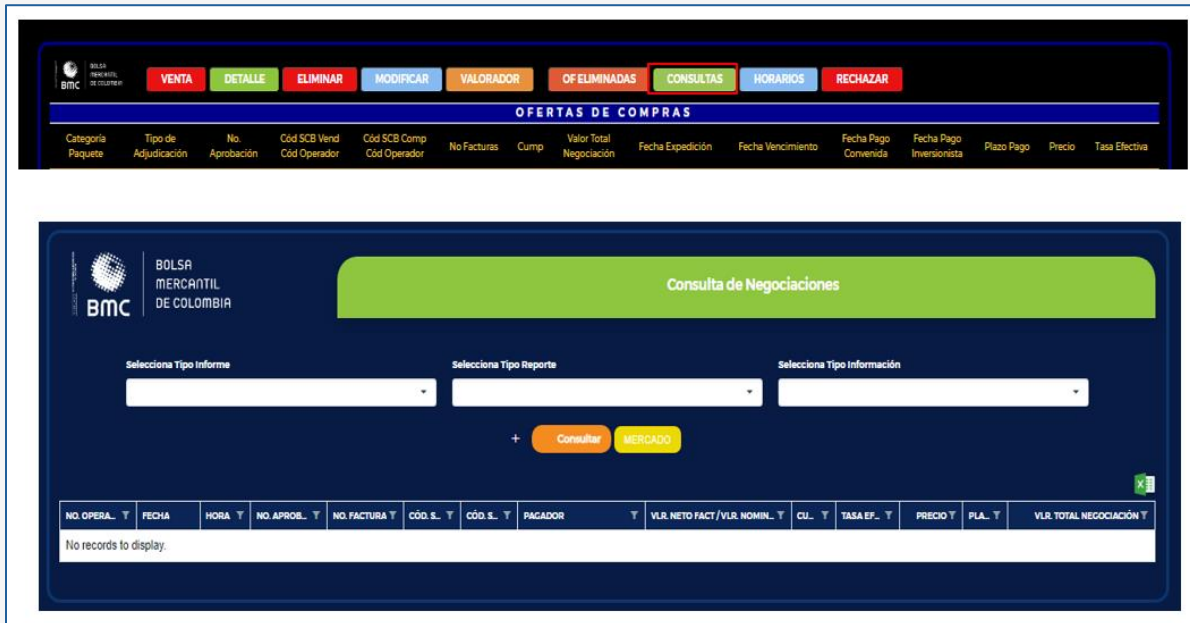 BOLSA
MERCANTIL
DE COLOMBIA
BMC
VENTA DETALLE ELIMINAR MODIFICAR VALORADOR OF ELIMINADAS CONSULTAS HORARIOS RECHAZAR
OFERTAS DE COMPRAS
Categoría Paquete Tipo de Adjudicación No. Aprobación Cód SCB Vend Cód Operador Cód SCB Comp Cód Operador No Facturas Cump Valor Total Negociación Fecha Expedición Fecha Vencimiento Fecha Pago Convenida Fecha Pago Inversionista Plazo Pago Precio Tasa Efectiva
BOLSA
MERCANTIL
DE COLOMBIA
BMC
Consulta de Negociaciones
Selecciona Tipo Informe Selecciona Tipo Reporte Selecciona Tipo Información
+ Consultar MERCADO
NO. OPERA... FECHA HORA NO. APROB... NO. FACTURA CÓD. S... CÓD. S... PAGADOR VLR. NETO FACT/VLR. NOMIN... CU... TASA EF... PRECIO PLA... VLR. TOTAL NEGOCIACIÓN
No records to display.